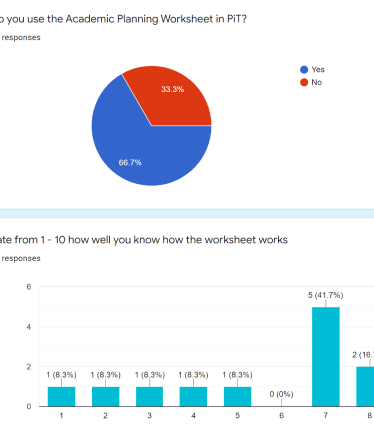 o you use the Academic Planning Worksheet in PiT?
responses
Yes
No
33.3%
66.7%
ate from 1 - 10 how well you know how the worksheet works
responses
6
5 (41.7%)
4
2 (16.
2
1 (8.3%) 1 (8.3%) 1 (8.3%) 1 (8.3%) 1 (8.3%)
0 (0%)
0
1 2 3 4 5 6 7 8